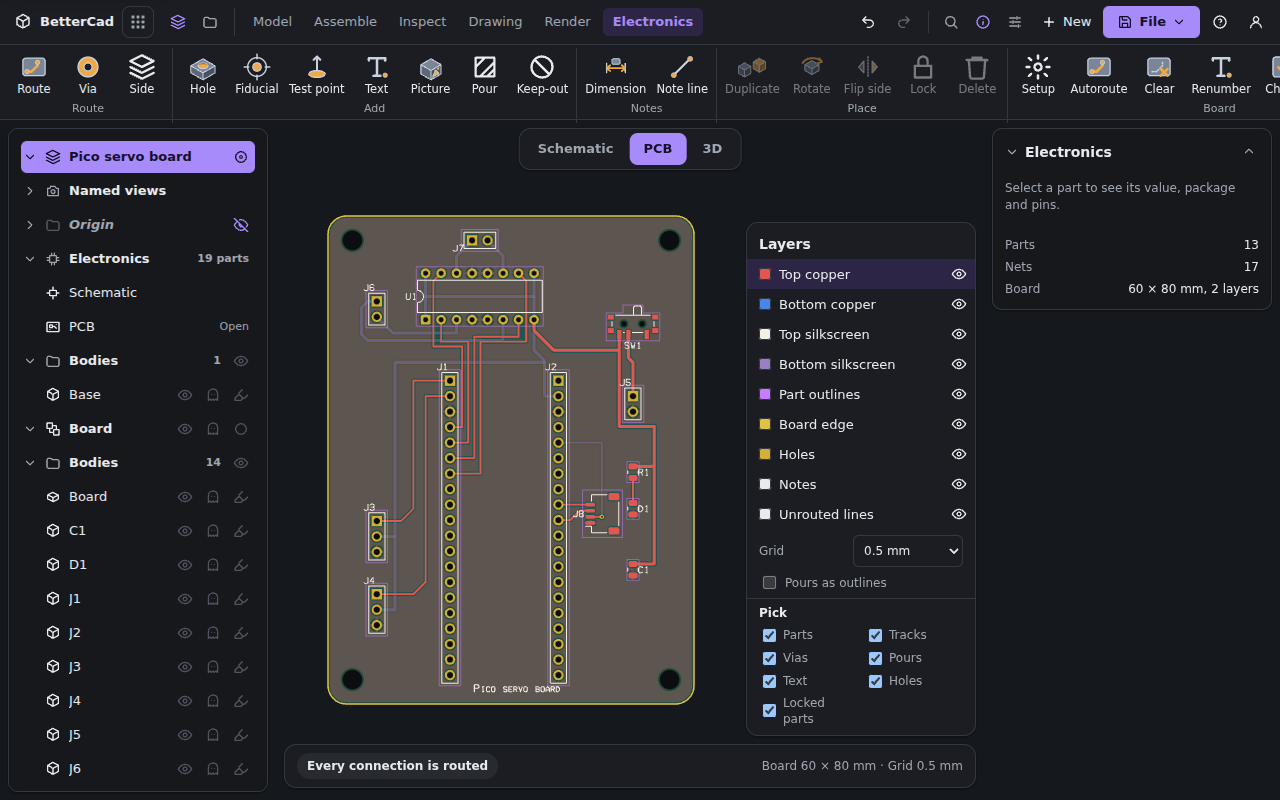 BetterCad
Model Assemble Inspect Drawing Render Electronics
New File
Route Via Side Hole Fiducial Test point Text Picture Pour Keep-out Dimension Note line Duplicate Rotate Flip side Lock Delete Setup Autoroute Clear Renumber
Route Add Notes Place Board
Pico servo board
Named views
Origin
Electronics 19 parts
Schematic
PCB Open
Bodies 1
Base
Board
Bodies 14
Board
C1
D1
J1
J2
J3
J4
J5
J6
Schematic PCB 3D
J7
J6
U1
SW1
J1
J2
J5
R1
J3
J8
D1
C1
J4
Pico servo board
Layers
Top copper
Bottom copper
Top silkscreen
Bottom silkscreen
Part outlines
Board edge
Holes
Notes
Unrouted lines
Grid 0.5 mm
Pours as outlines
Pick
Parts Tracks
Vias Pours
Text Holes
Locked
parts
Every connection is routed
Board 60 × 80 mm · Grid 0.5 mm
Electronics
Select a part to see its value, package
and pins.
Parts 13
Nets 17
Board 60 × 80 mm, 2 layers